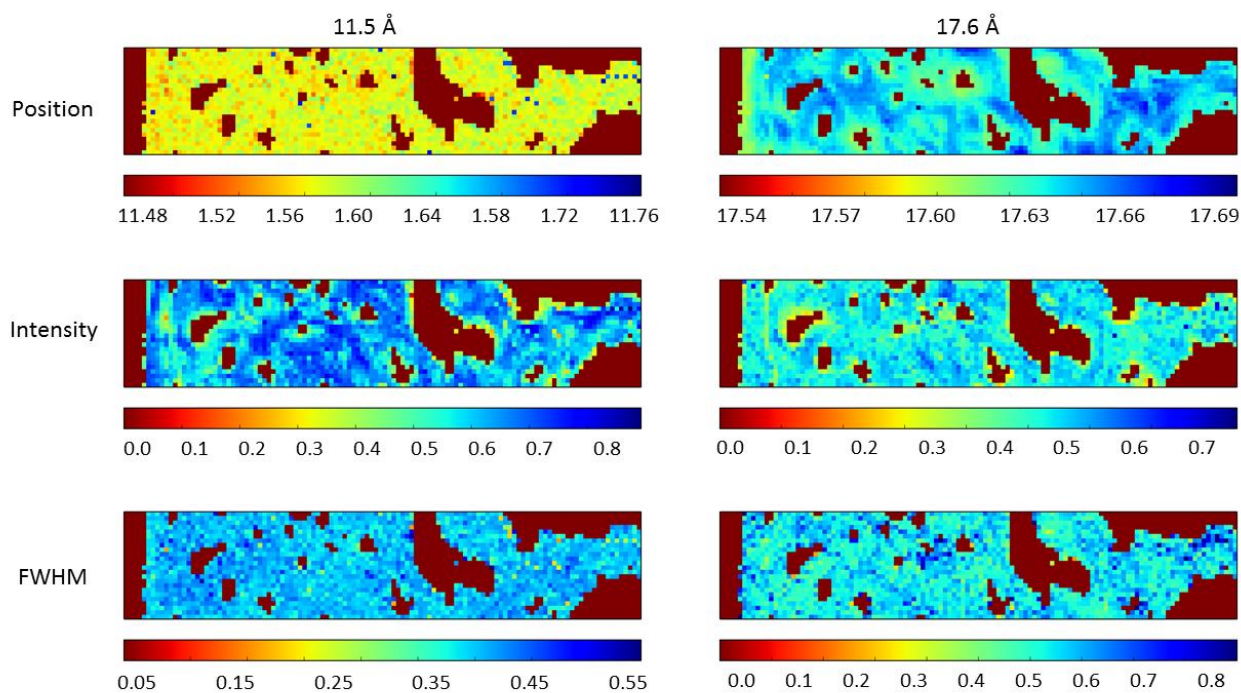 11.5 Å 17.6 Å
Position
11.48 1.52 1.56 1.60 1.64 1.58 1.72 11.76 17.54 17.57 17.60 17.63 17.66 17.69
Intensity
0.0 0.1 0.2 0.3 0.4 0.5 0.6 0.7 0.8 0.0 0.1 0.2 0.3 0.4 0.5 0.6 0.7
FWHM
0.05 0.15 0.25 0.35 0.45 0.55 0.0 0.1 0.2 0.3 0.4 0.5 0.6 0.7 0.8